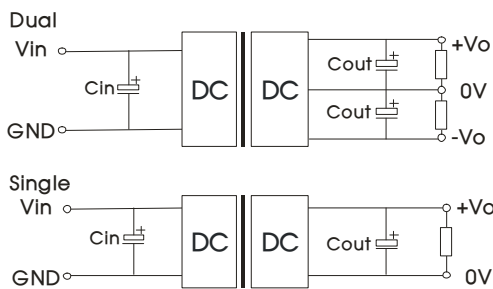 Dual
Vin
+Vo
Cout
Cin
DC
DC
0V
Cout
GND
-Vo
Single
Vin
+Vo
Cin
DC
DC
Cout
GND
0V